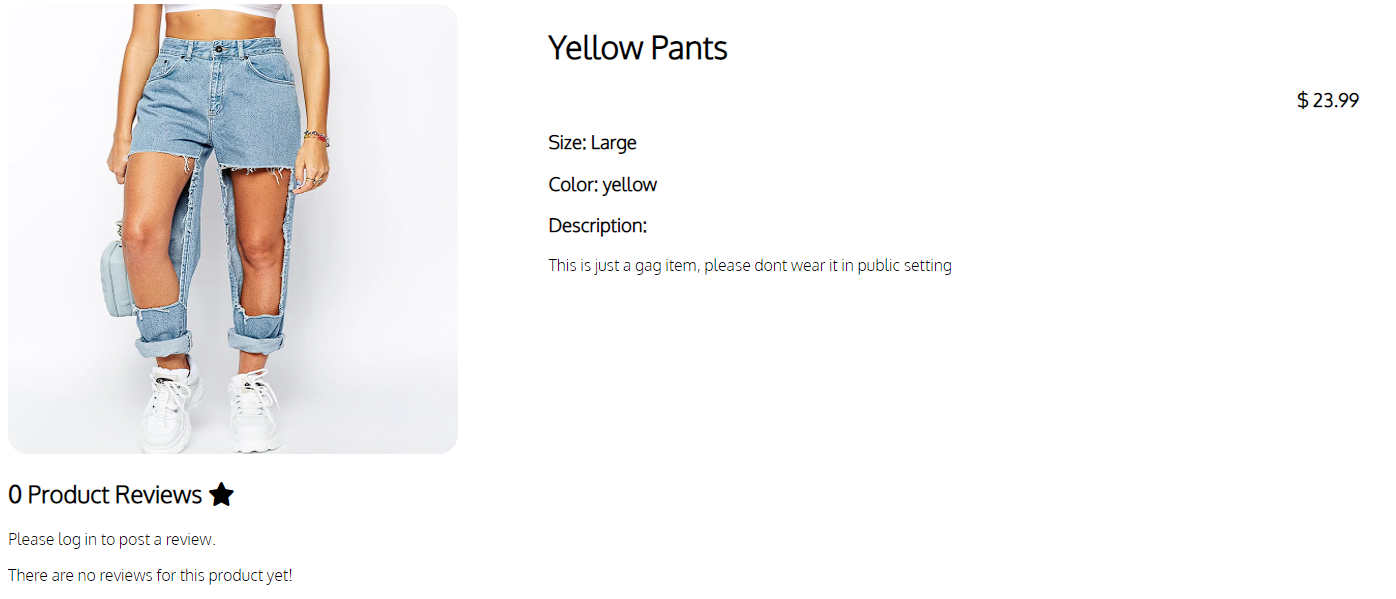 Yellow Pants
$ 23.99
Size: Large
Color: yellow
Description:
This is just a gag item, please dont wear it in public setting
0 Product Reviews
Please log in to post a review.
There are no reviews for this product yet!